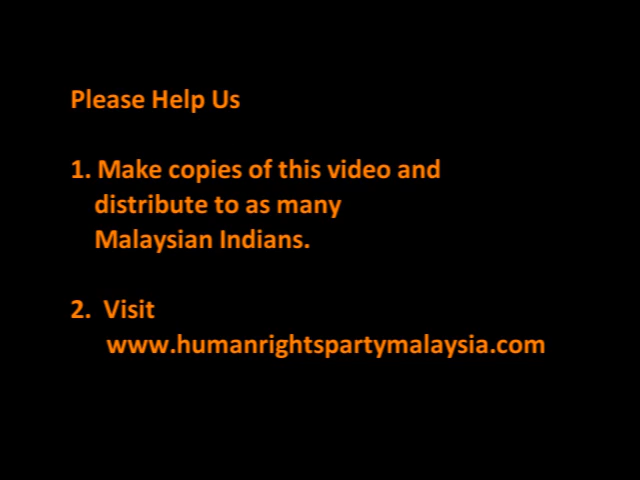 Please Help Us
1. Make copies of this video and
distribute to as many
Malaysian Indians.
2. Visit
www.humanrightspartymalaysia.com